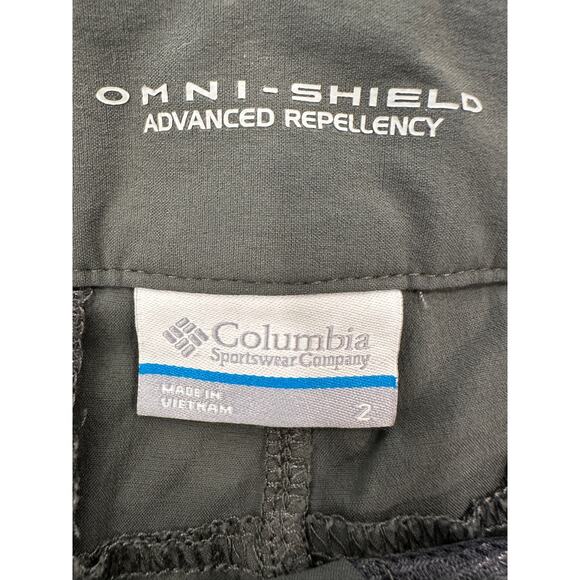 OMNI-SHIELD
ADVANCED REPELLENCY
Columbia
Sportswear Company
MADE IN
VIETNAM
2